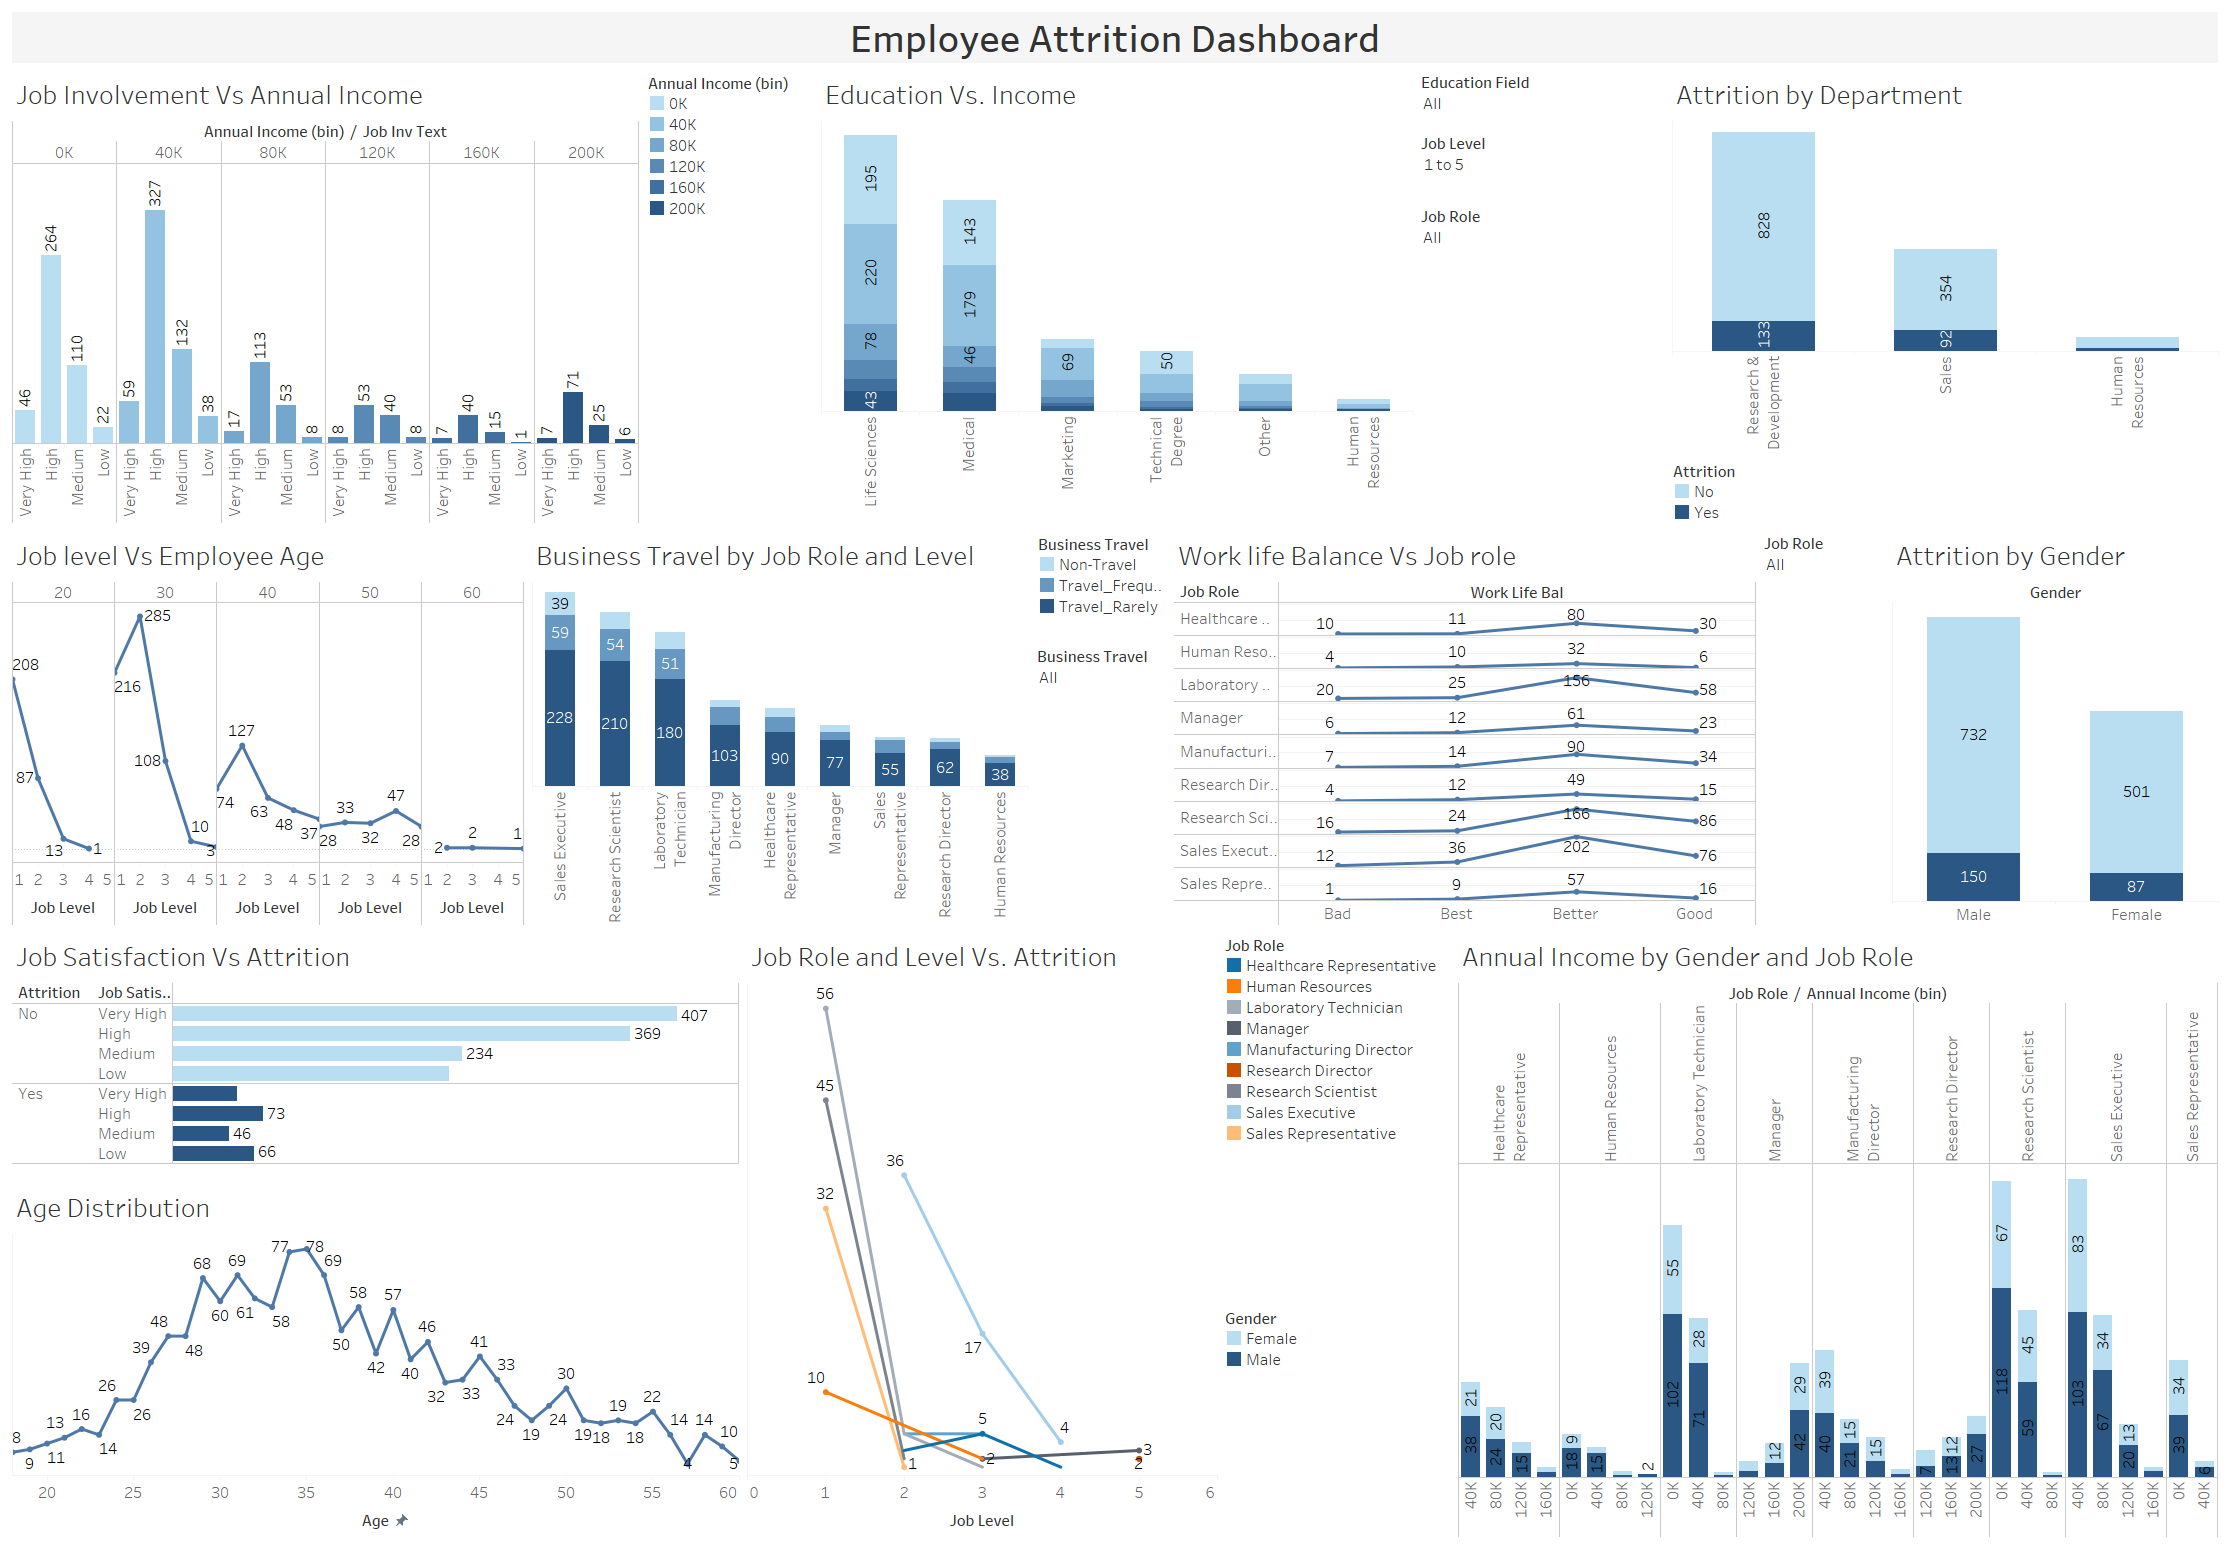 Employee Attrition Dashboard
Job Involvement Vs Annual Income
Annual Income (bin) / Job Inv Text
0K 40K 80K 120K 160K 200K
46 264 110 22 59 327 132 38 17 113 53 8 8 53 40 8 7 40 15 1 7 71 25 6
Very High High Medium Low Very High High Medium Low Very High High Medium Low Very High High Medium Low Very High High Medium Low Very High High Medium Low
Annual Income (bin)
0K
40K
80K
120K
160K
200K
Education Vs. Income
195 220 78 43
143 179 46
69
50
Life Sciences
Medical
Marketing
Technical
Degree
Other
Human
Resources
Education Field
All
Job Level
1 to 5
Job Role
All
Attrition by Department
828 133
354 92
Research &
Development
Sales
Human
Resources
Attrition
No
Yes
Job level Vs Employee Age
20 30 40 50 60
208 87 13 1
216 285 108 10 3
74 127 63 48 37
28 33 32 47 28
2 2 1
1 2 3 4 5 1 2 3 4 5 1 2 3 4 5 1 2 3 4 5 1 2 3 4 5
Job Level Job Level Job Level Job Level Job Level
Business Travel by Job Role and Level
39 59 228
54 210
51 180
103
90
77
55
62
38
Sales Executive
Research Scientist
Laboratory
Technician
Manufacturing
Director
Healthcare
Representative
Manager
Sales
Representative
Research Director
Human Resources
Business Travel
Non-Travel
Travel_Frequ..
Travel_Rarely
Business Travel
All
Work life Balance Vs Job role
Job Role Work Life Bal
Healthcare .. 10 11 80 30
Human Reso.. 4 10 32 6
Laboratory .. 20 25 156 58
Manager 6 12 61 23
Manufacturi.. 7 14 90 34
Research Dir.. 4 12 49 15
Research Sci.. 16 24 166 86
Sales Execut.. 12 36 202 76
Sales Repre.. 1 9 57 16
Bad Best Better Good
Job Role
All
Attrition by Gender
Gender
732 150
501 87
Male Female
Job Satisfaction Vs Attrition
Attrition Job Satis..
No Very High 407
High 369
Medium 234
Low
Yes Very High
High 73
Medium 46
Low 66
Age Distribution
8 9 13 11 16 14 26 26 39 48 48 68 60 69 61 58 77 78 69 50 58 42 57 40 46 32 33 41 33 24 19 24 30 19 18 19 18 22 14 4 14 10 5
20 25 30 35 40 45 50 55 60
Age
Job Role and Level Vs. Attrition
56
45
36
32
17
10
5
4
3
2
2
1
0 1 2 3 4 5 6
Job Level
Job Role
Healthcare Representative
Human Resources
Laboratory Technician
Manager
Manufacturing Director
Research Director
Research Scientist
Sales Executive
Sales Representative
Gender
Female
Male
Annual Income by Gender and Job Role
Job Role / Annual Income (bin)
Healthcare
Representative
Human Resources
Laboratory Technician
Manager
Manufacturing
Director
Research Director
Research Scientist
Sales Executive
Sales Representative
21 38 20 24 15
9 18 15 2
55 102 28 71
12 29 42
39 40 15 21 15
7 12 13 27
67 118 45 59
83 103 34 67 13 20
34 39 6
40K 80K 120K 160K 0K 40K 80K 120K 0K 40K 80K 120K 160K 200K 40K 80K 120K 160K 120K 160K 200K 0K 40K 80K 40K 80K 120K 160K 0K 40K